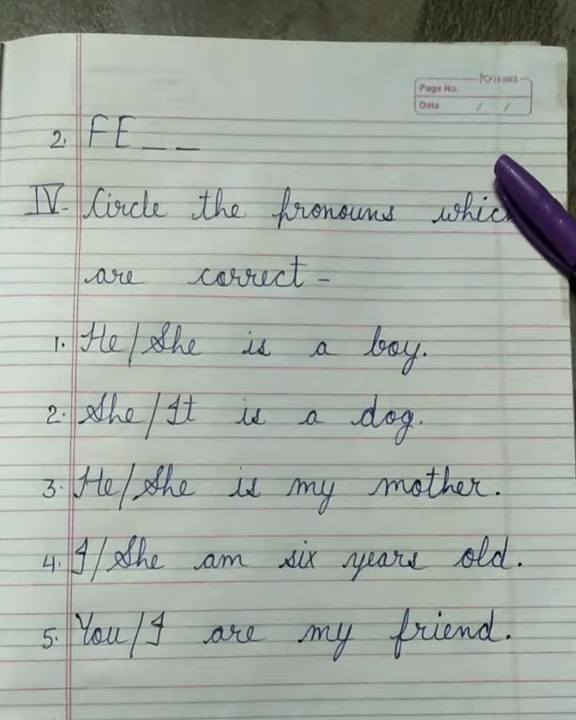 Krishna
Page No.
Date / /
2. FE _ _
IV. Circle the pronouns which
are correct -
1. He/She is a boy.
2. She/It is a dog.
3. He/She is my mother.
4. I/She am six years old.
5. You/I are my friend.